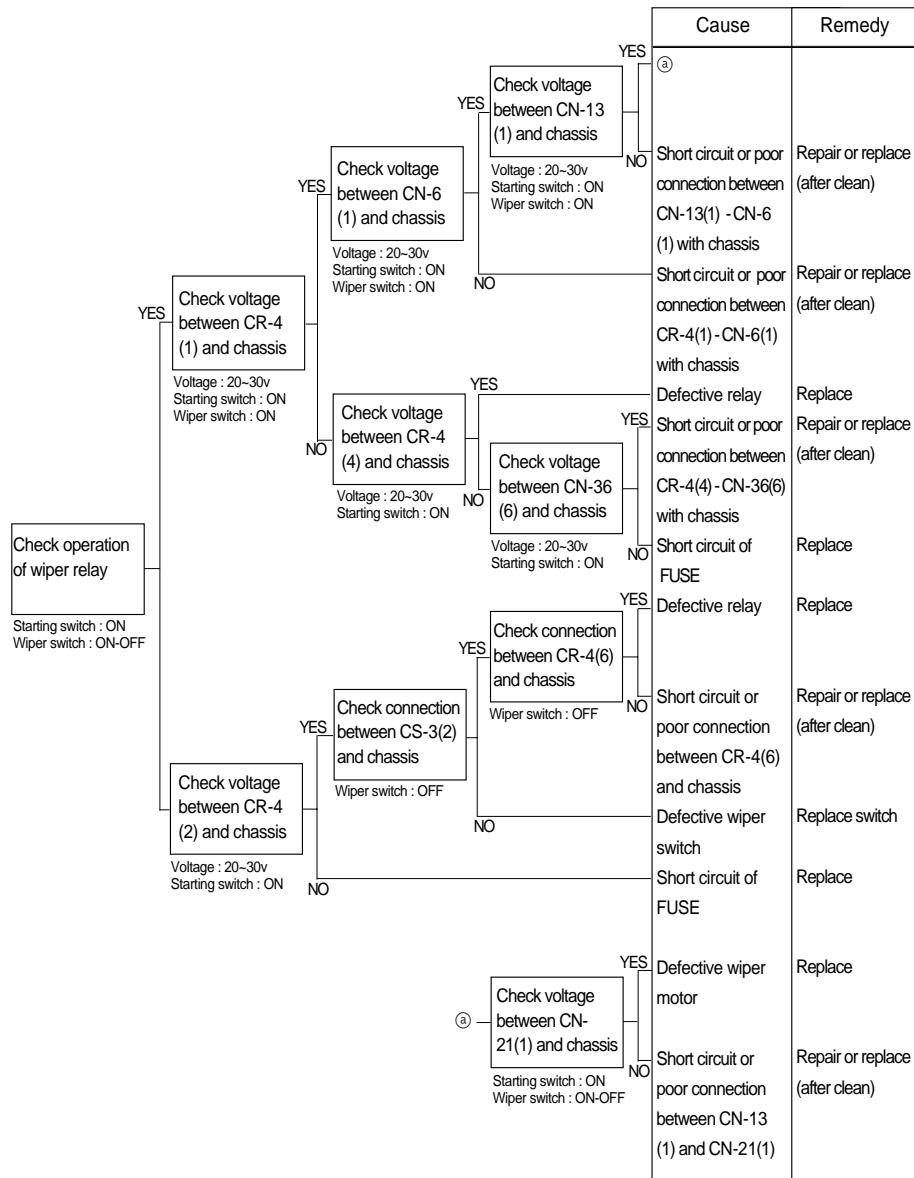 Cause
Remedy
YES
ⓐ
Check voltage
between CN-13
(1) and chassis
YES
NO
Voltage : 20~30v
Starting switch : ON
Wiper switch : ON
Short circuit or poor
connection between
CN-13(1) - CN-6
(1) with chassis
Repair or replace
(after clean)
Check voltage
between CN-6
(1) and chassis
YES
Voltage : 20~30v
Starting switch : ON
Wiper switch : ON
NO
Short circuit or poor
connection between
CR-4(1) - CN-6(1)
with chassis
Repair or replace
(after clean)
Check voltage
between CR-4
(1) and chassis
YES
Voltage : 20~30v
Starting switch : ON
Wiper switch : ON
NO
Check voltage
between CR-4
(4) and chassis
Voltage : 20~30v
Starting switch : ON
YES
Defective relay
Replace
NO
Check voltage
between CN-36
(6) and chassis
Voltage : 20~30v
Starting switch : ON
YES
Short circuit or poor
connection between
CR-4(4) - CN-36(6)
with chassis
Repair or replace
(after clean)
NO
Short circuit of
FUSE
Replace
Check operation
of wiper relay
Starting switch : ON
Wiper switch : ON-OFF
YES
Defective relay
Replace
Check connection
between CR-4(6)
and chassis
YES
Wiper switch : OFF
NO
Short circuit or
poor connection
between CR-4(6)
and chassis
Repair or replace
(after clean)
Check connection
between CS-3(2)
and chassis
YES
Wiper switch : OFF
NO
Defective wiper
switch
Replace switch
Check voltage
between CR-4
(2) and chassis
Voltage : 20~30v
Starting switch : ON
NO
Short circuit of
FUSE
Replace
YES
Defective wiper
motor
Replace
ⓐ
Check voltage
between CN-
21(1) and chassis
Starting switch : ON
Wiper switch : ON-OFF
NO
Short circuit or
poor connection
between CN-13
(1) and CN-21(1)
Repair or replace
(after clean)